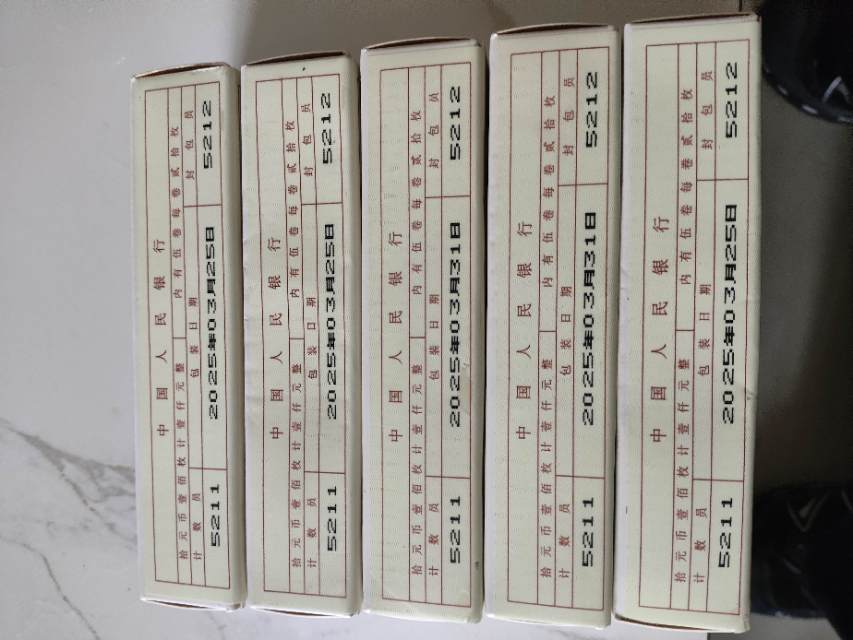 中国人民银行
拾元币壹佰枚计壹仟元整 内有伍卷每卷贰拾枚
计数员 包装日期 封包员
5211 2025年03月25日 5212
中国人民银行
拾元币壹佰枚计壹仟元整 内有伍卷每卷贰拾枚
计数员 包装日期 封包员
5211 2025年03月25日 5212
中国人民银行
拾元币壹佰枚计壹仟元整 内有伍卷每卷贰拾枚
计数员 包装日期 封包员
5211 2025年03月31日 5212
中国人民银行
拾元币壹佰枚计壹仟元整 内有伍卷每卷贰拾枚
计数员 包装日期 封包员
5211 2025年03月31日 5212
中国人民银行
拾元币壹佰枚计壹仟元整 内有伍卷每卷贰拾枚
计数员 包装日期 封包员
5211 2025年03月25日 5212